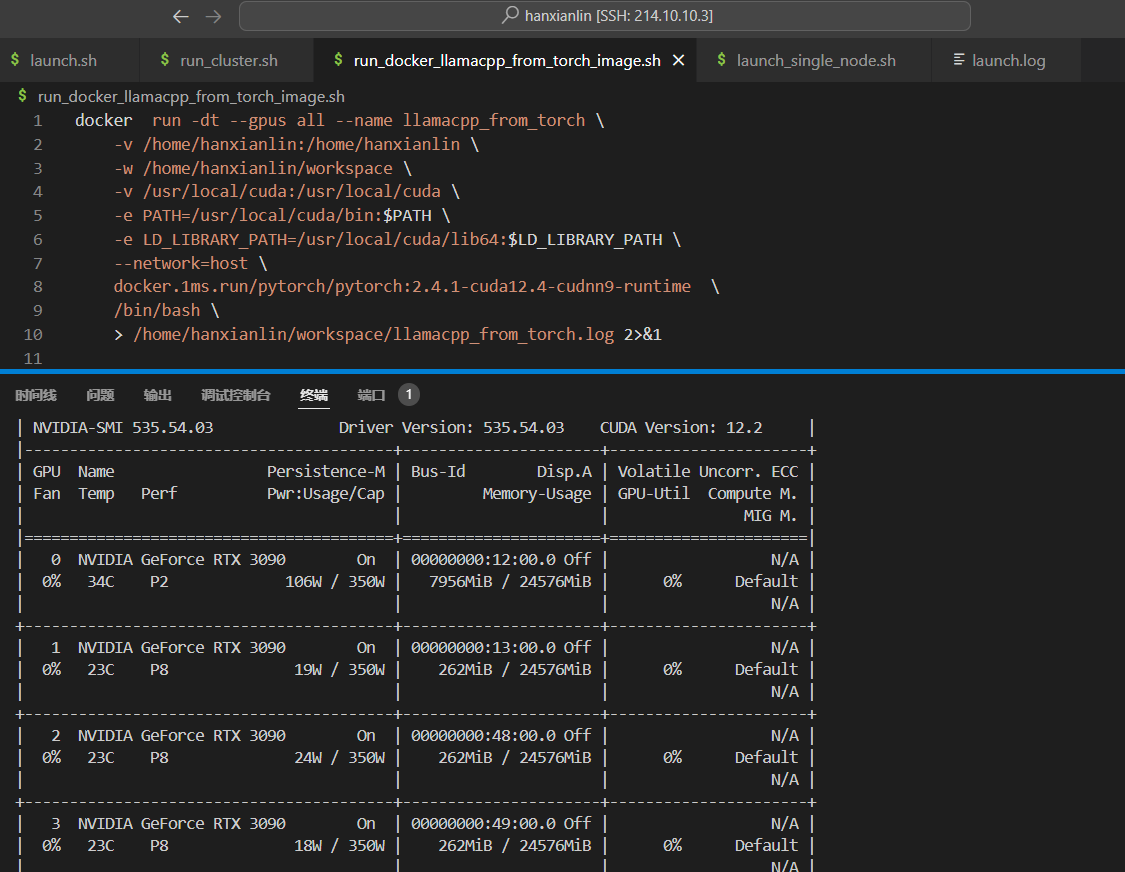 hanxianlin [SSH: 214.10.10.3]
$ launch.sh $ run_cluster.sh $ run_docker_llamacpp_from_torch_image.sh $ launch_single_node.sh launch.log
$ run_docker_llamacpp_from_torch_image.sh
1 docker  run -dt --gpus all --name llamacpp_from_torch \
2     -v /home/hanxianlin:/home/hanxianlin \
3     -w /home/hanxianlin/workspace \
4     -v /usr/local/cuda:/usr/local/cuda \
5     -e PATH=/usr/local/cuda/bin:$PATH \
6     -e LD_LIBRARY_PATH=/usr/local/cuda/lib64:$LD_LIBRARY_PATH \
7     --network=host \
8     docker.1ms.run/pytorch/pytorch:2.4.1-cuda12.4-cudnn9-runtime  \
9     /bin/bash \
10     > /home/hanxianlin/workspace/llamacpp_from_torch.log 2>&1
11
时间线 问题 输出 调试控制台 终端 端口 1
| NVIDIA-SMI 535.54.03              Driver Version: 535.54.03    CUDA Version: 12.2     |
|-----------------------------------------+----------------------+----------------------+
| GPU  Name                 Persistence-M | Bus-Id        Disp.A | Volatile Uncorr. ECC |
| Fan  Temp   Perf          Pwr:Usage/Cap |         Memory-Usage | GPU-Util  Compute M. |
|                                         |                      |               MIG M. |
|=========================================+======================+======================|
|   0  NVIDIA GeForce RTX 3090        On  | 00000000:12:00.0 Off |                  N/A |
|  0%   34C    P2            106W / 350W |   7956MiB / 24576MiB |      0%      Default |
|                                         |                      |                  N/A |
+-----------------------------------------+----------------------+----------------------+
|   1  NVIDIA GeForce RTX 3090        On  | 00000000:13:00.0 Off |                  N/A |
|  0%   23C    P8             19W / 350W |    262MiB / 24576MiB |      0%      Default |
|                                         |                      |                  N/A |
+-----------------------------------------+----------------------+----------------------+
|   2  NVIDIA GeForce RTX 3090        On  | 00000000:48:00.0 Off |                  N/A |
|  0%   23C    P8             24W / 350W |    262MiB / 24576MiB |      0%      Default |
|                                         |                      |                  N/A |
+-----------------------------------------+----------------------+----------------------+
|   3  NVIDIA GeForce RTX 3090        On  | 00000000:49:00.0 Off |                  N/A |
|  0%   23C    P8             18W / 350W |    262MiB / 24576MiB |      0%      Default |
|                                         |                      |                  N/A |